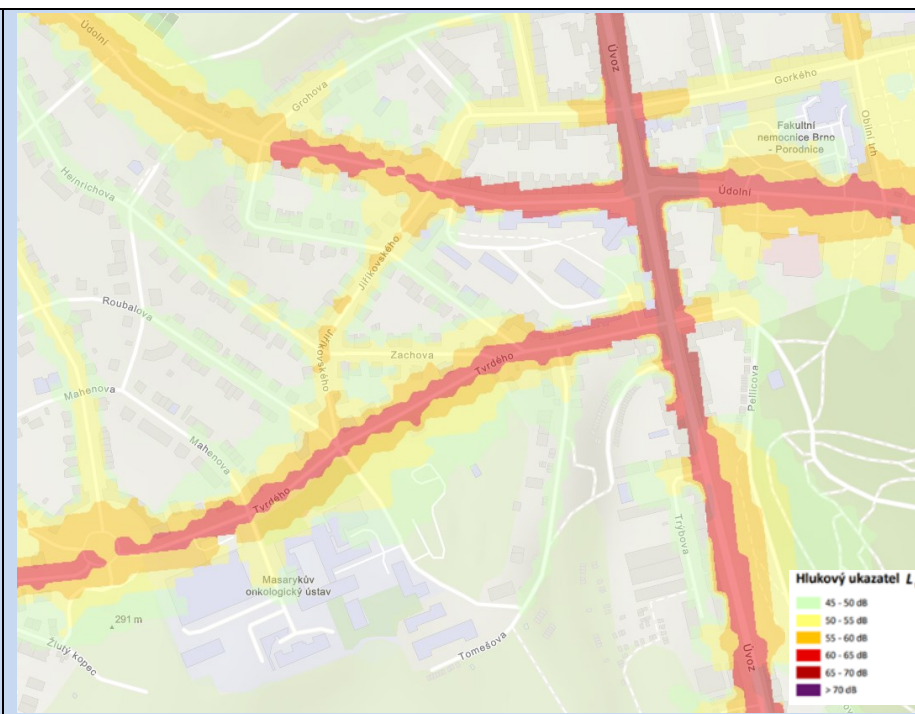 Údolní
Úvoz
Grohova
Gorkého
Fakultní
nemocnice Brno
- Porodnice
Obilní trh
Heinrichova
Údolní
Jiříkovského
Roubalova
Jiříkovského
Zachova
Tvrdého
Mahenova
Pellicova
Mahenova
Tvrdého
Trýbova
Masarykův
onkologický ústav
291 m
Žlutý kopec
Tomešova
Úvoz
Hlukový ukazatel L
45 - 50 dB
50 - 55 dB
55 - 60 dB
60 - 65 dB
65 - 70 dB
> 70 dB